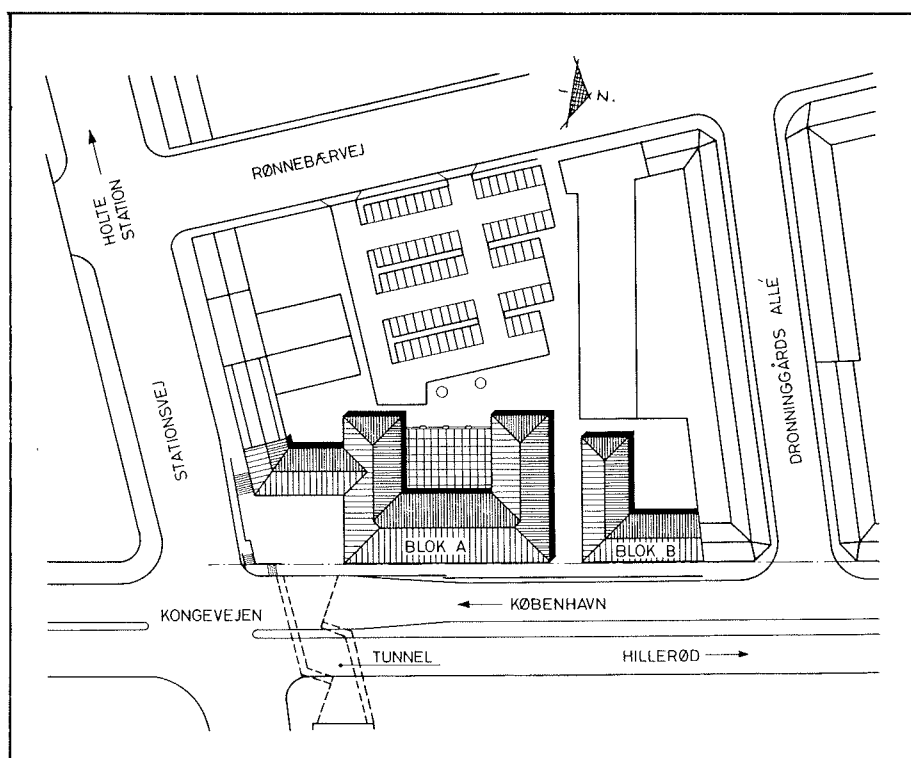 N.
RØNNEBÆRVEJ
HOLTE
STATION
STATIONSVEJ
DRONNINGGÅRDS ALLÉ
BLOK A
BLOK B
KØBENHAVN
KONGEVEJEN
TUNNEL
HILLERØD